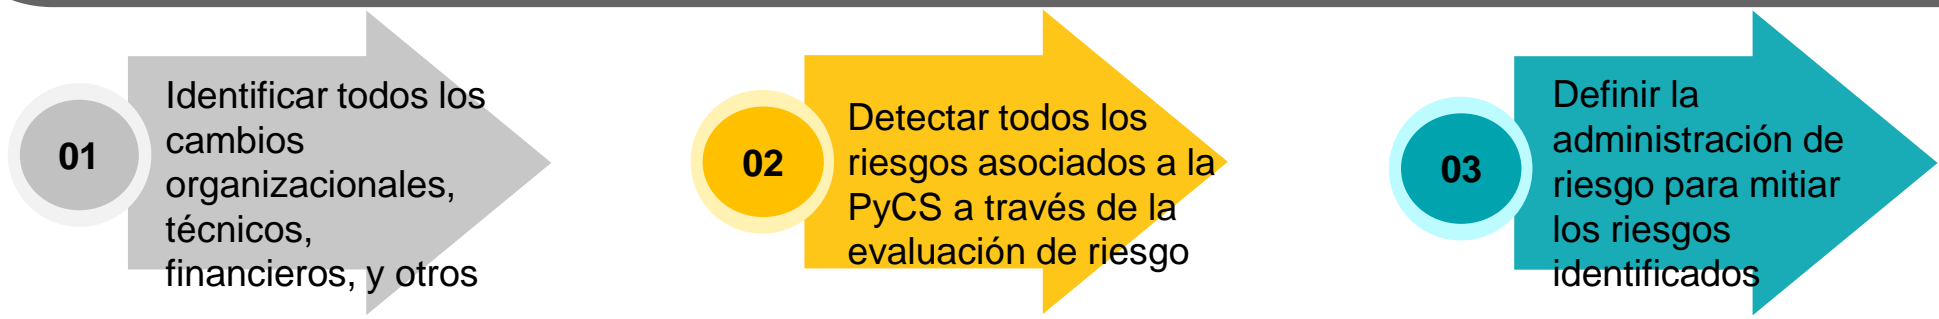 01
Identificar todos los
cambios
organizacionales,
técnicos,
financieros, y otros
02
Detectar todos los
riesgos asociados a la
PyCS a través de la
evaluación de riesgo
03
Definir la
administración de
riesgo para mitiar
los riesgos
identificados